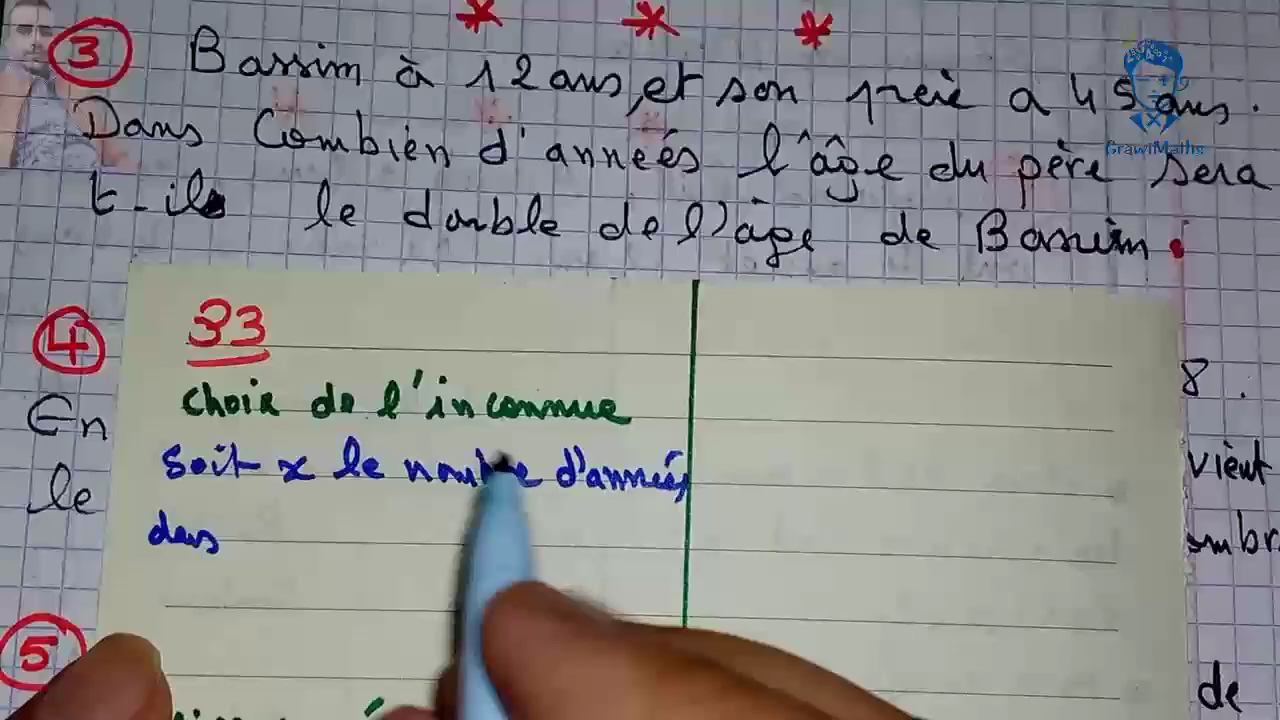 * * *
3 Bassim à 12 ans, et son père a 45 ans.
Dans Combien d'années l'âge du père sera
t-il le double de l'âge de Bassim.
GrawiMaths
33
Choix de l'inconnue
Soit x le nombre d'années
dans
4
8.
En
vient
le
5
de